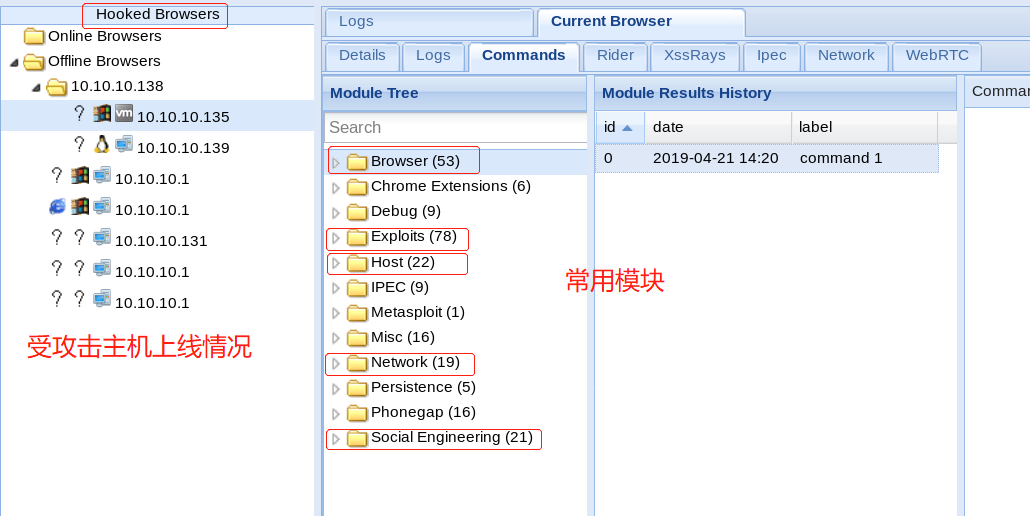 Hooked Browsers
Online Browsers
Offline Browsers
10.10.10.138
10.10.10.135
10.10.10.139
10.10.10.1
10.10.10.1
10.10.10.131
10.10.10.1
10.10.10.1
受攻击主机上线情况
Logs
Current Browser
Details
Logs
Commands
Rider
XssRays
Ipec
Network
WebRTC
Module Tree
Search
Browser (53)
Chrome Extensions (6)
Debug (9)
Exploits (78)
Host (22)
IPEC (9)
Metasploit (1)
Misc (16)
Network (19)
Persistence (5)
Phonegap (16)
Social Engineering (21)
Module Results History
id date label
0 2019-04-21 14:20 command 1
常用模块